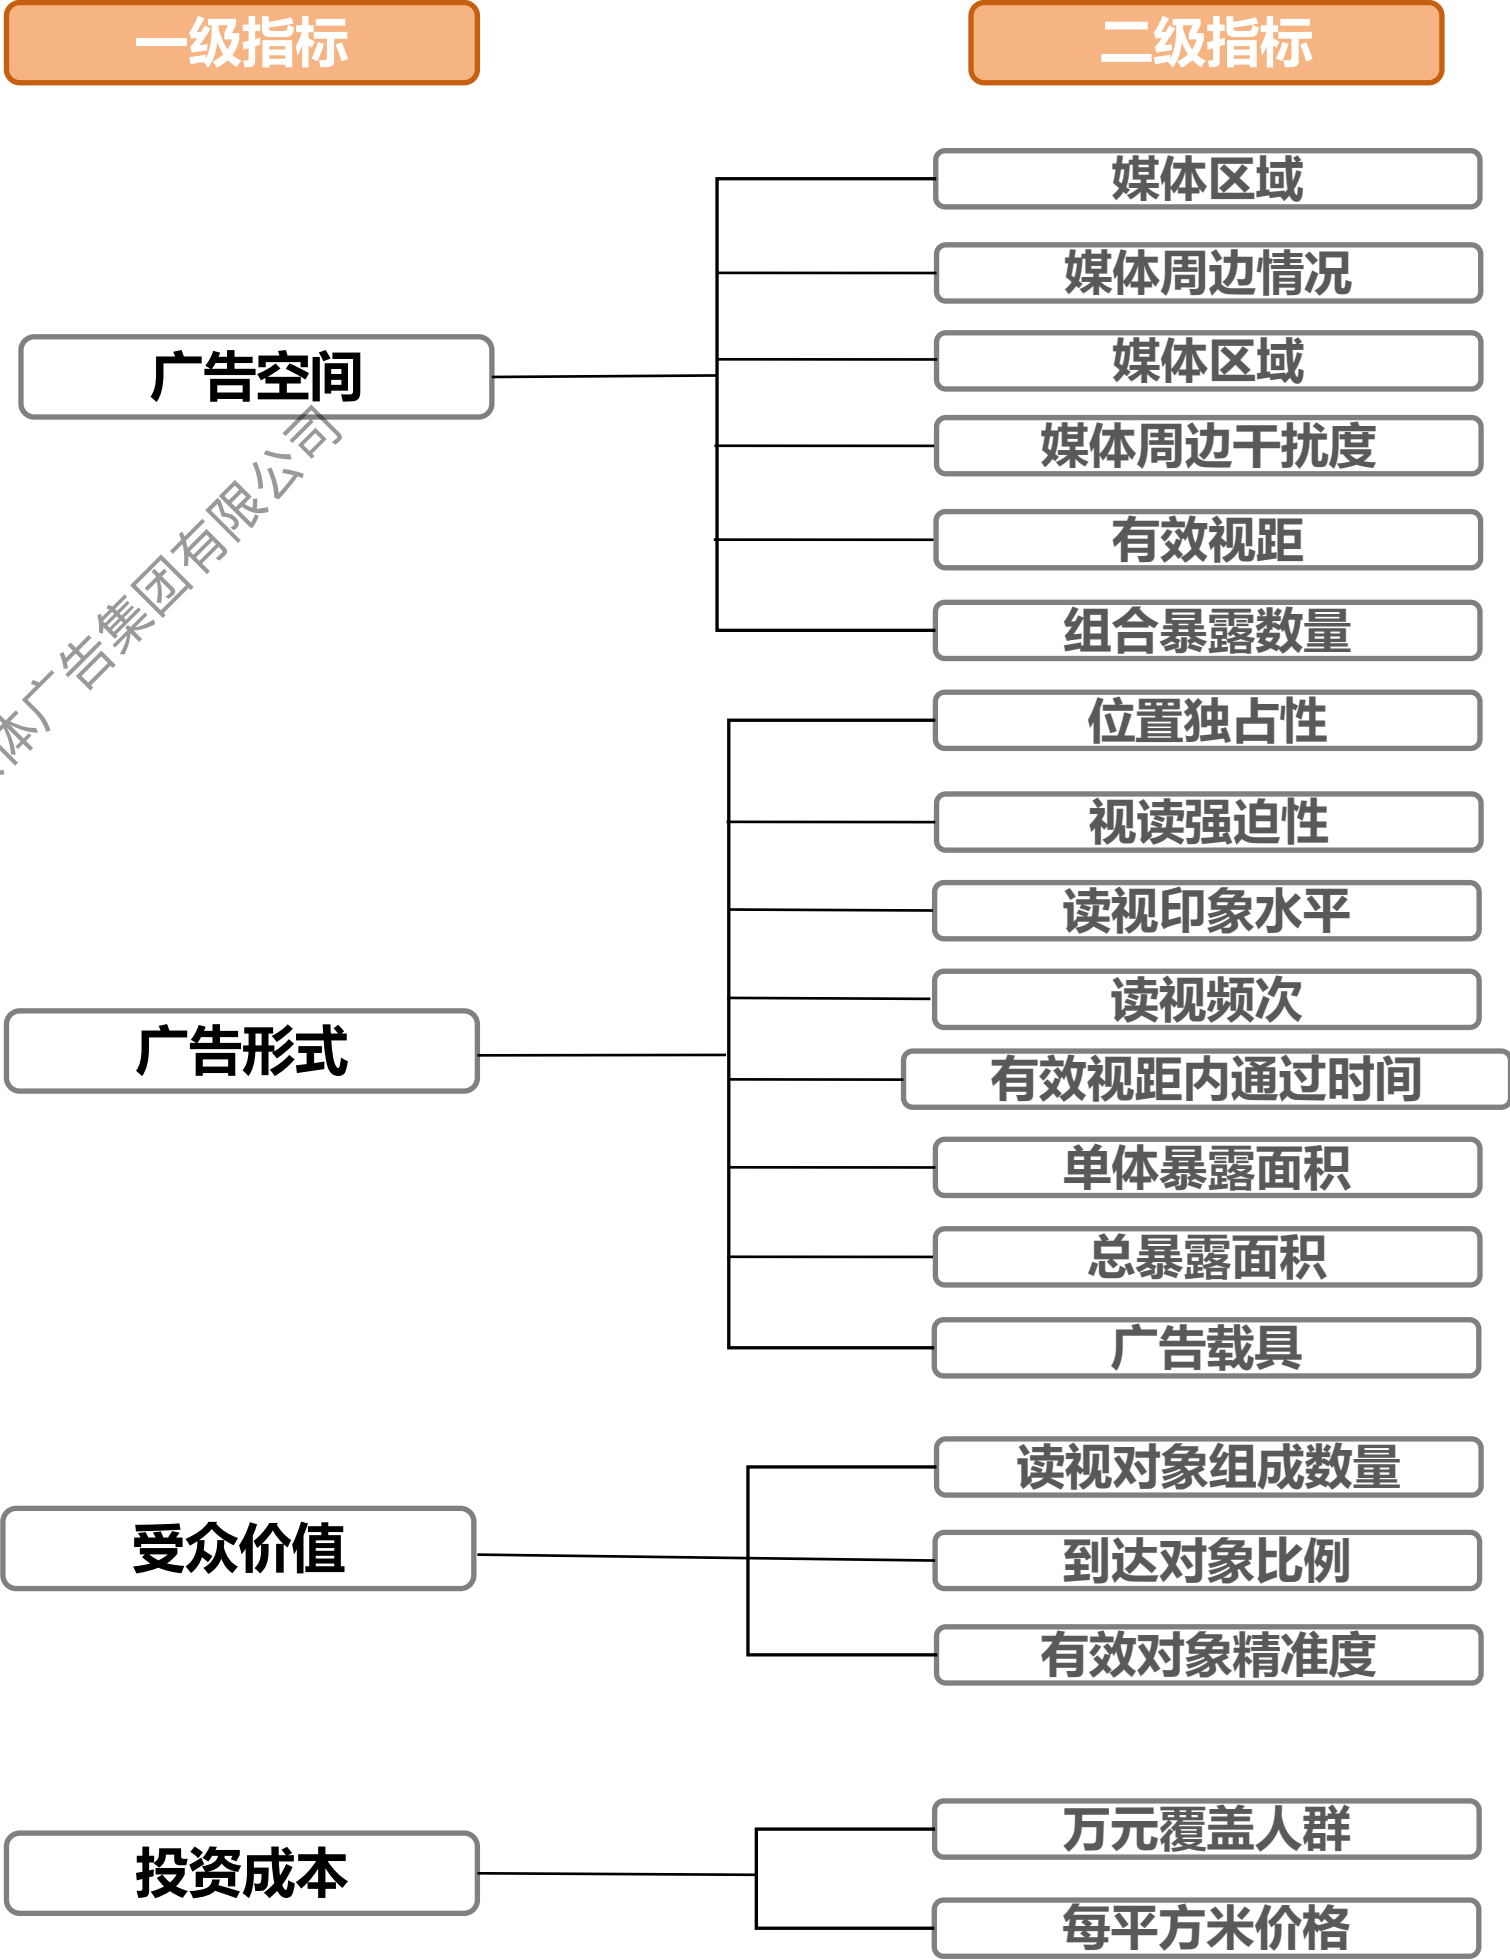 一级指标
二级指标
广告空间
媒体区域
媒体周边情况
媒体区域
媒体周边干扰度
有效视距
组合暴露数量
体广告集团有限公司
广告形式
位置独占性
视读强迫性
读视印象水平
读视频次
有效视距内通过时间
单体暴露面积
总暴露面积
广告载具
受众价值
读视对象组成数量
到达对象比例
有效对象精准度
投资成本
万元覆盖人群
每平方米价格